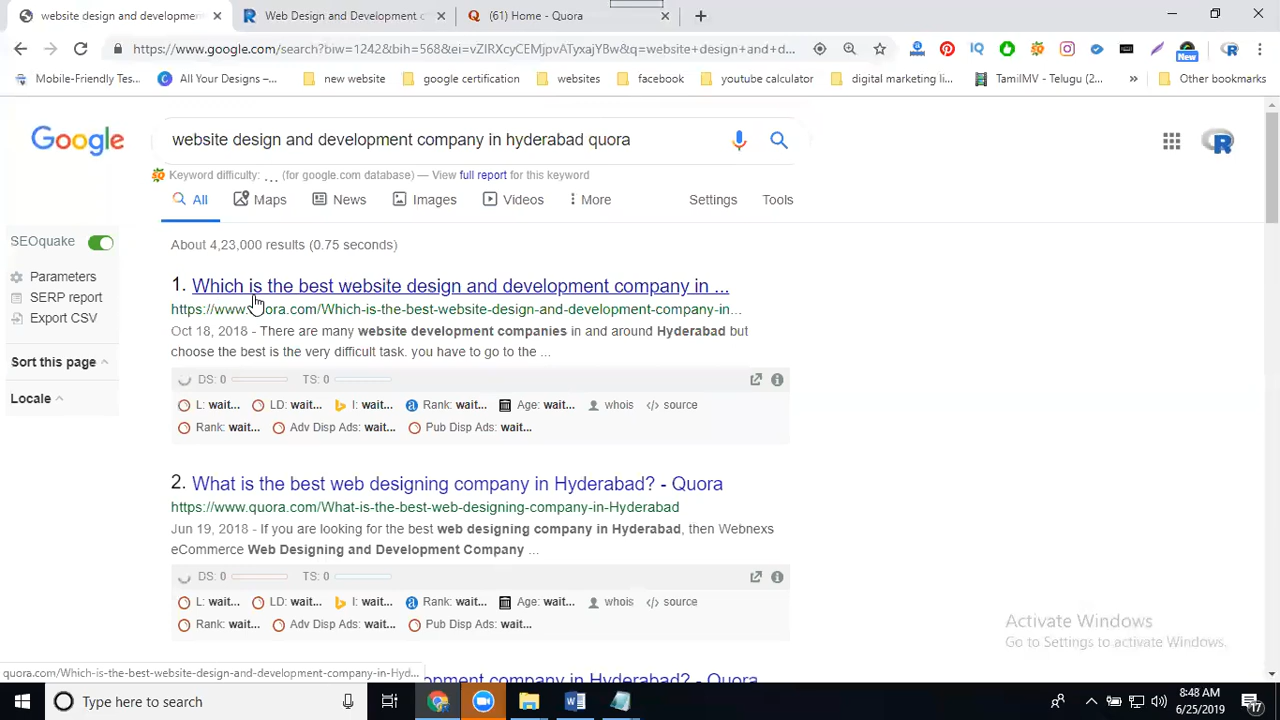 website design and developmen
Web Design and Development c
(61) Home - Quora
https://www.google.com/search?biw=1242&bih=568&ei=vZlRXcyCEMjpvATyxajYBw&q=website+design+and+d...
New
Mobile-Friendly Tes...
All Your Designs –...
new website
google certification
websites
facebook
youtube calculator
digital marketing li...
TamilMV - Telugu (2...
Other bookmarks
Google
website design and development company in hyderabad quora
Keyword difficulty: ... (for google.com database) — View full report for this keyword
All
Maps
News
Images
Videos
More
Settings
Tools
SEOquake
Parameters
SERP report
Export CSV
Sort this page
Locale
About 4,23,000 results (0.75 seconds)
1. Which is the best website design and development company in ...
https://www.quora.com/Which-is-the-best-website-design-and-development-company-in...
Oct 18, 2018 - There are many website development companies in and around Hyderabad but
choose the best is the very difficult task. you have to go to the ...
DS: 0 TS: 0
L: wait... LD: wait... I: wait... Rank: wait... Age: wait... whois </> source
Rank: wait... Adv Disp Ads: wait... Pub Disp Ads: wait...
2. What is the best web designing company in Hyderabad? - Quora
https://www.quora.com/What-is-the-best-web-designing-company-in-Hyderabad
Jun 19, 2018 - If you are looking for the best web designing company in Hyderabad, then Webnexs
eCommerce Web Designing and Development Company ...
DS: 0 TS: 0
L: wait... LD: wait... I: wait... Rank: wait... Age: wait... whois </> source
Rank: wait... Adv Disp Ads: wait... Pub Disp Ads: wait...
Activate Windows
Go to Settings to activate Windows.
quora.com/Which-is-the-best-website-design-and-development-company-in-Hyd...
opment company in Hyderabad? - Quora
Type here to search
8:48 AM
6/25/2019
17